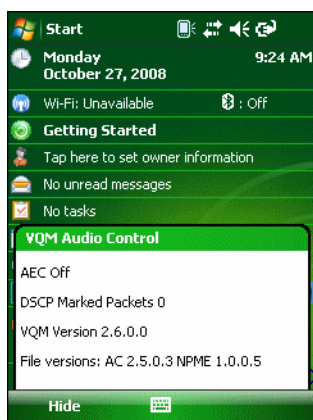 Start
Monday 9:24 AM
October 27, 2008
Wi-Fi: Unavailable : Off
Getting Started
Tap here to set owner information
No unread messages
No tasks
VQM Audio Control
AEC Off
DSCP Marked Packets 0
VQM Version 2.6.0.0
File versions: AC 2.5.0.3 NPME 1.0.0.5
Hide